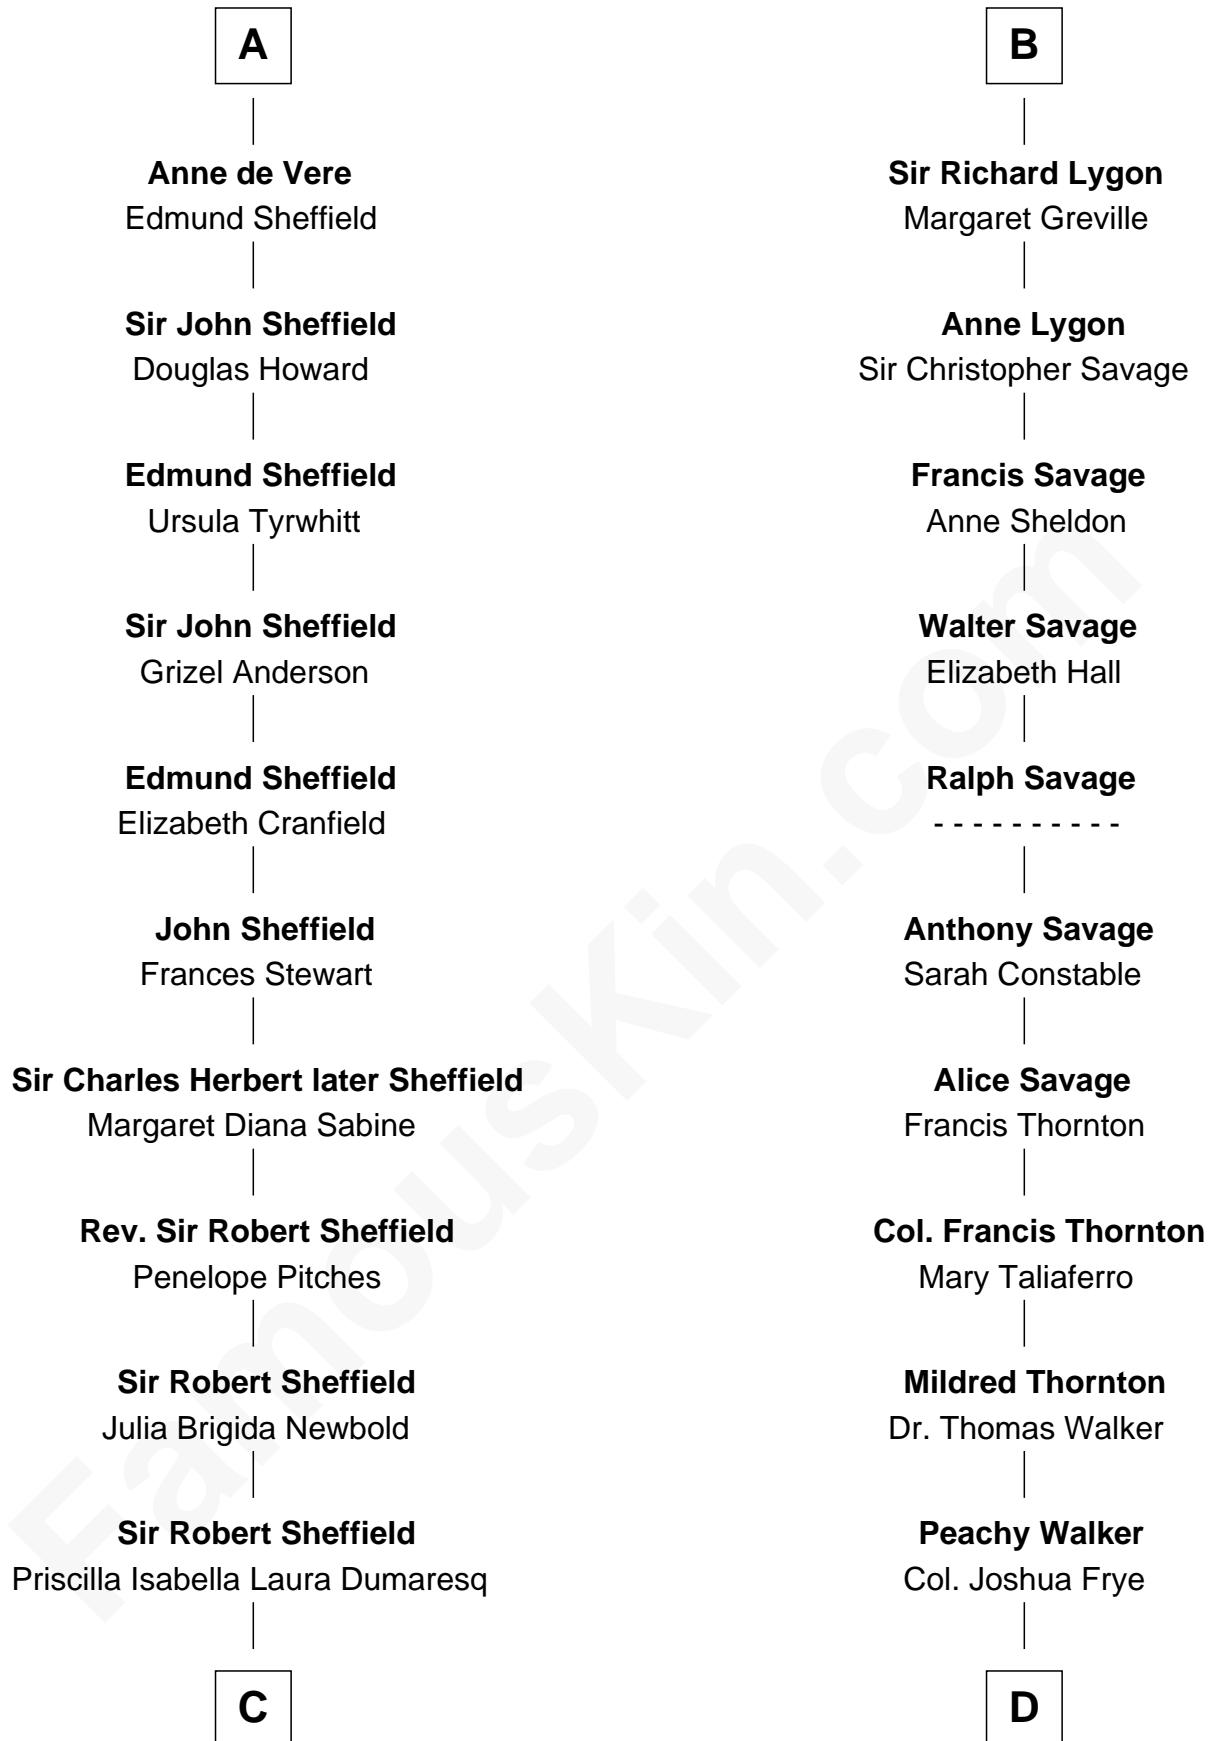 A
Anne de Vere
Edmund Sheffield
Sir John Sheffield
Douglas Howard
Edmund Sheffield
Ursula Tyrwhitt
Sir John Sheffield
Grizel Anderson
Edmund Sheffield
Elizabeth Cranfield
John Sheffield
Frances Stewart
Sir Charles Herbert later Sheffield
Margaret Diana Sabine
Rev. Sir Robert Sheffield
Penelope Pitches
Sir Robert Sheffield
Julia Brigida Newbold
Sir Robert Sheffield
Priscilla Isabella Laura Dumaresq
C
B
Sir Richard Lygon
Margaret Greville
Anne Lygon
Sir Christopher Savage
Francis Savage
Anne Sheldon
Walter Savage
Elizabeth Hall
Ralph Savage
- - - - - - - - - -
Anthony Savage
Sarah Constable
Alice Savage
Francis Thornton
Col. Francis Thornton
Mary Taliaferro
Mildred Thornton
Dr. Thomas Walker
Peachy Walker
Col. Joshua Frye
D
FamousKin.com